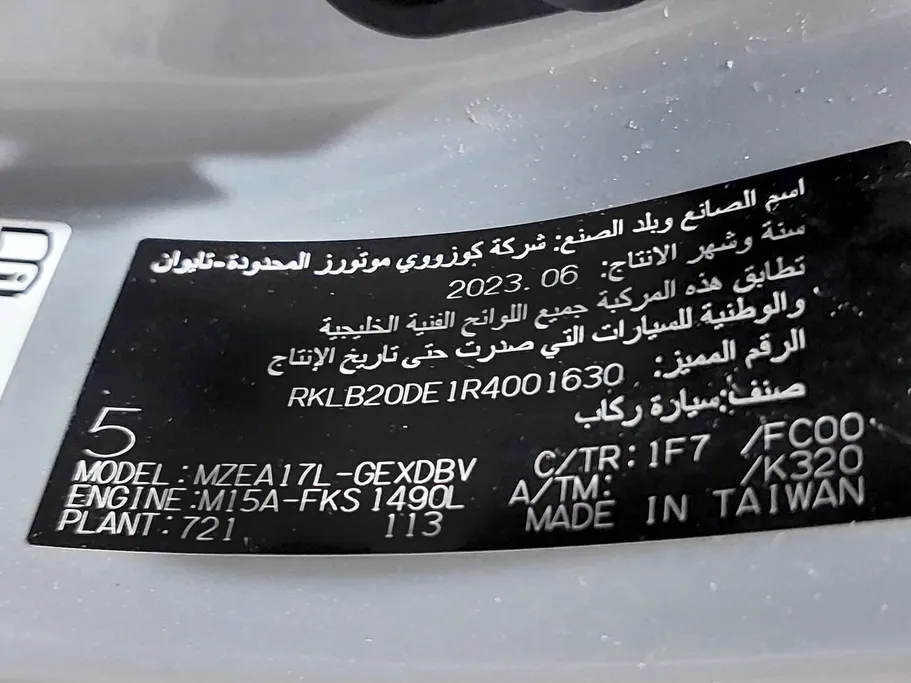 اسم الصانع وبلد الصنع: شركة كوزووي موتورز المحدودة-تايوان
سنة وشهر الانتاج: 2023.06
تطابق هذه المركبة جميع اللوائح الفنية الخليجية
والوطنية للسيارات التي صدرت حتى تاريخ الإنتاج
الرقم المميز: RKLB20DE1R4001630
صنف:سيارة ركاب
5
MODEL:MZEA17L-GEXDBV C/TR:1F7 /FC00
ENGINE:M15A-FKS 1490L A/TM: /K320
PLANT:721 113 MADE IN TAIWAN